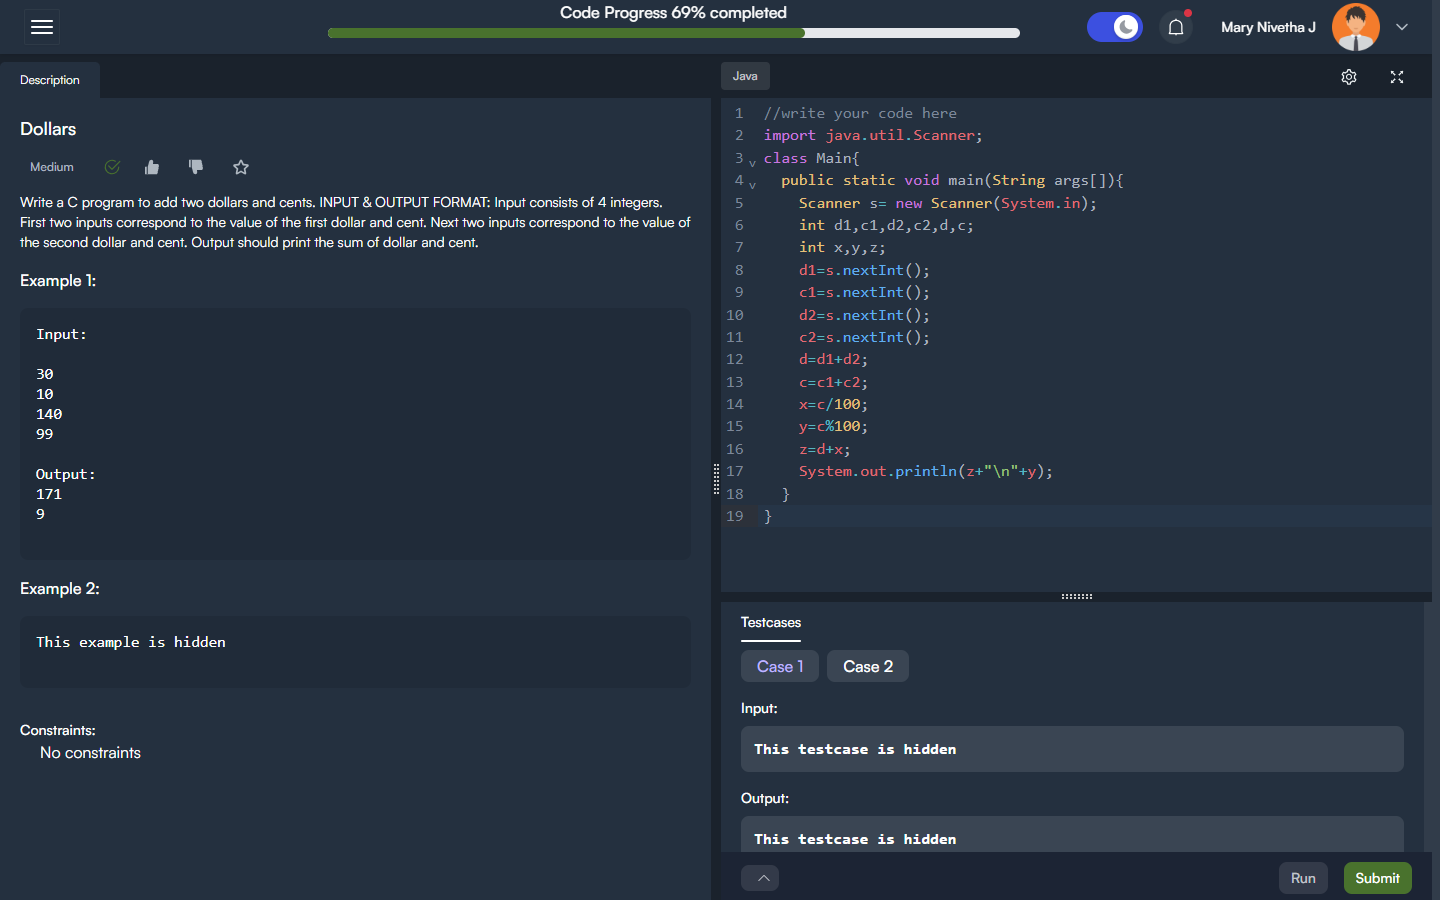 Code Progress 69% completed
Mary Nivetha J
Description
Dollars
Medium
Write a C program to add two dollars and cents. INPUT & OUTPUT FORMAT: Input consists of 4 integers.
First two inputs correspond to the value of the first dollar and cent. Next two inputs correspond to the value of
the second dollar and cent. Output should print the sum of dollar and cent.
Example 1:
Input:
30
10
140
99
Output:
171
9
Example 2:
This example is hidden
Constraints:
No constraints
Java
1 //write your code here
2 import java.util.Scanner;
3 class Main{
4 public static void main(String args[]){
5 Scanner s= new Scanner(System.in);
6 int d1,c1,d2,c2,d,c;
7 int x,y,z;
8 d1=s.nextInt();
9 c1=s.nextInt();
10 d2=s.nextInt();
11 c2=s.nextInt();
12 d=d1+d2;
13 c=c1+c2;
14 x=c/100;
15 y=c%100;
16 z=d+x;
17 System.out.println(z+"\n"+y);
18 }
19 }
Testcases
Case 1 Case 2
Input:
This testcase is hidden
Output:
This testcase is hidden
Run Submit